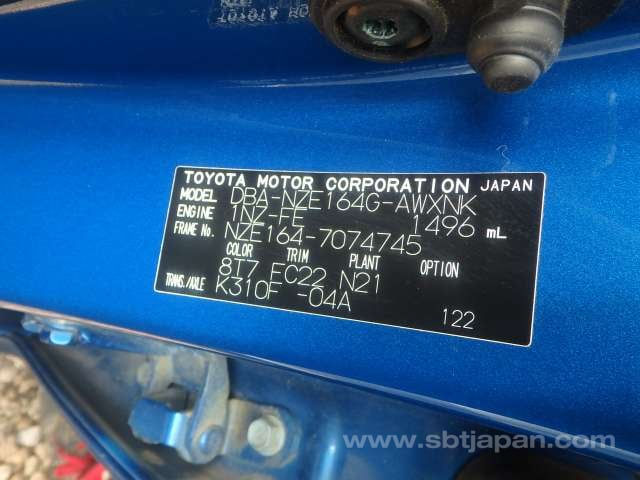 TOYOTA MOTOR CORPORATION JAPAN
MODEL DBA-NZE164G-AWXNK
ENGINE 1NZ-FE 1496 mL
FRAME No. NZE164-7074745
COLOR TRIM PLANT OPTION
8T7 FC22 N21
TRANS./AXLE K310F -04A
122
www.sbtjapan.com